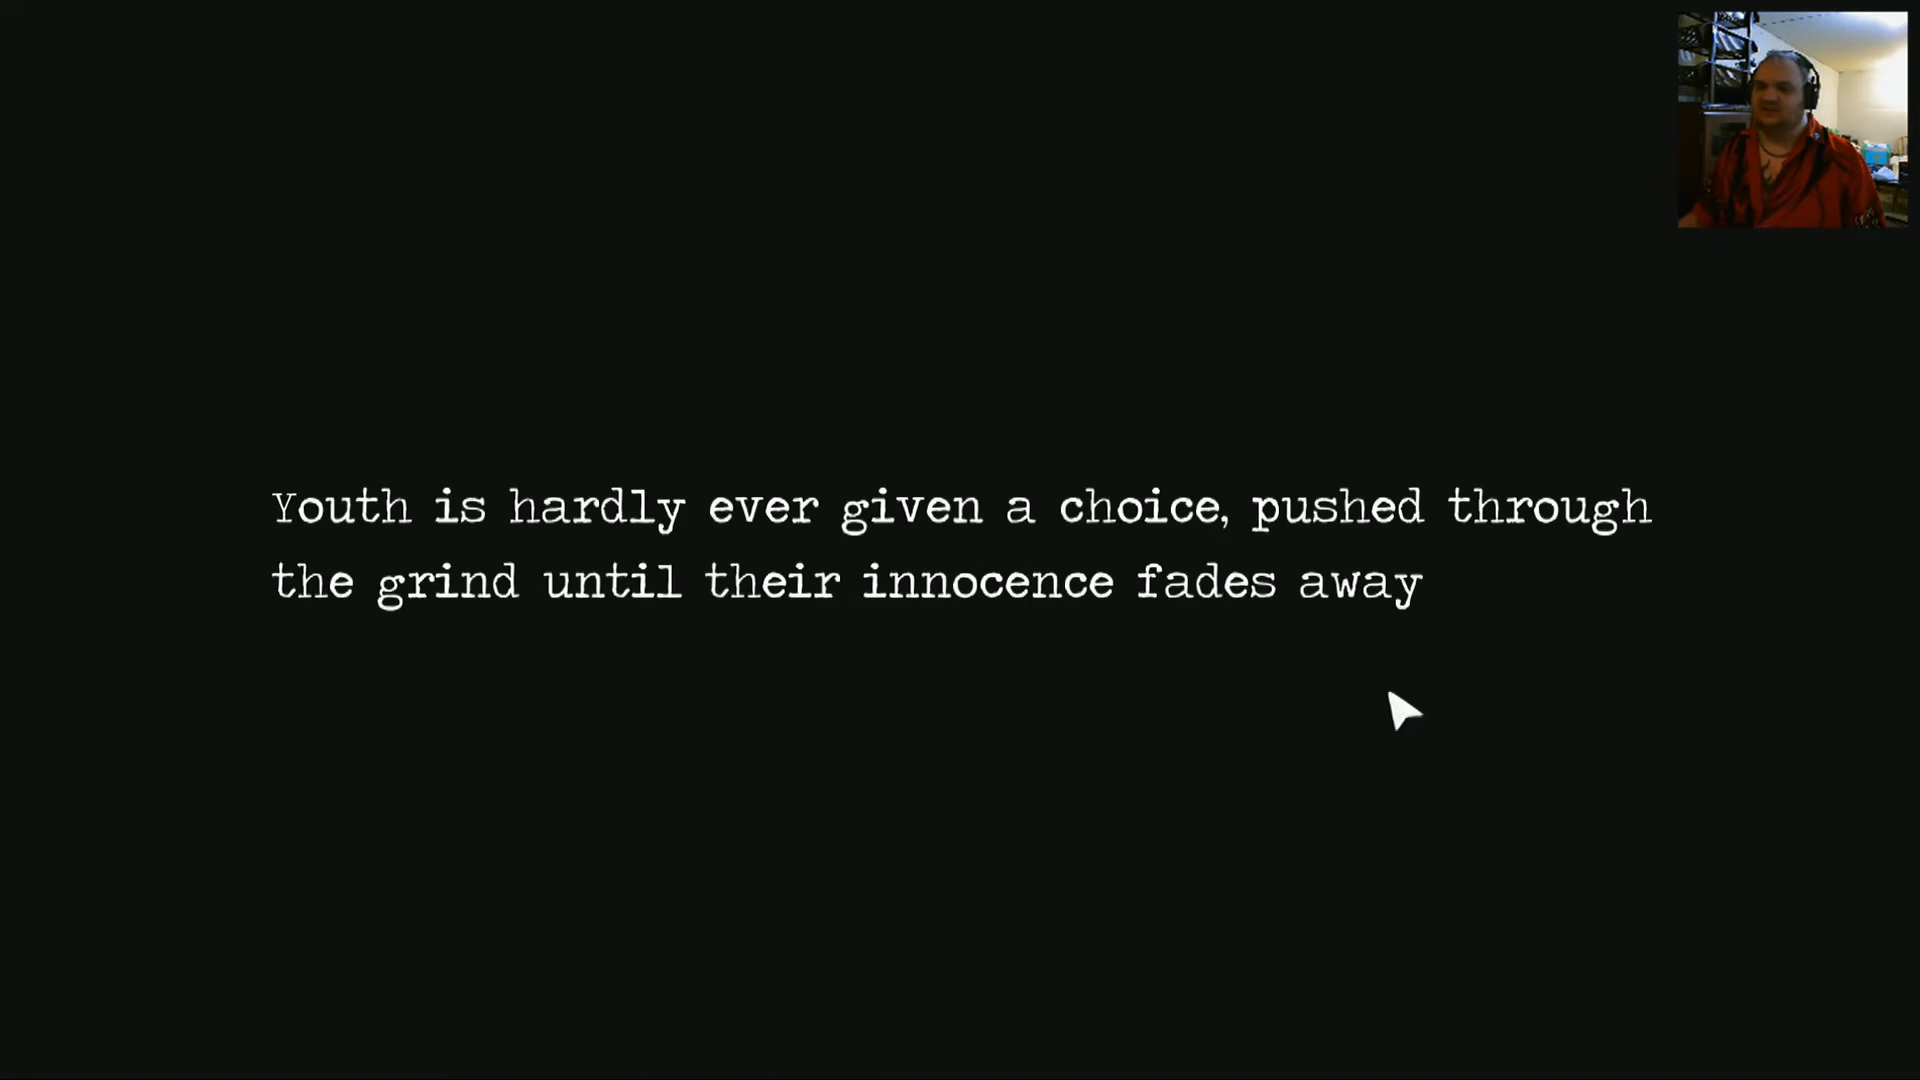 Youth is hardly ever given a choice, pushed through
the grind until their innocence fades away